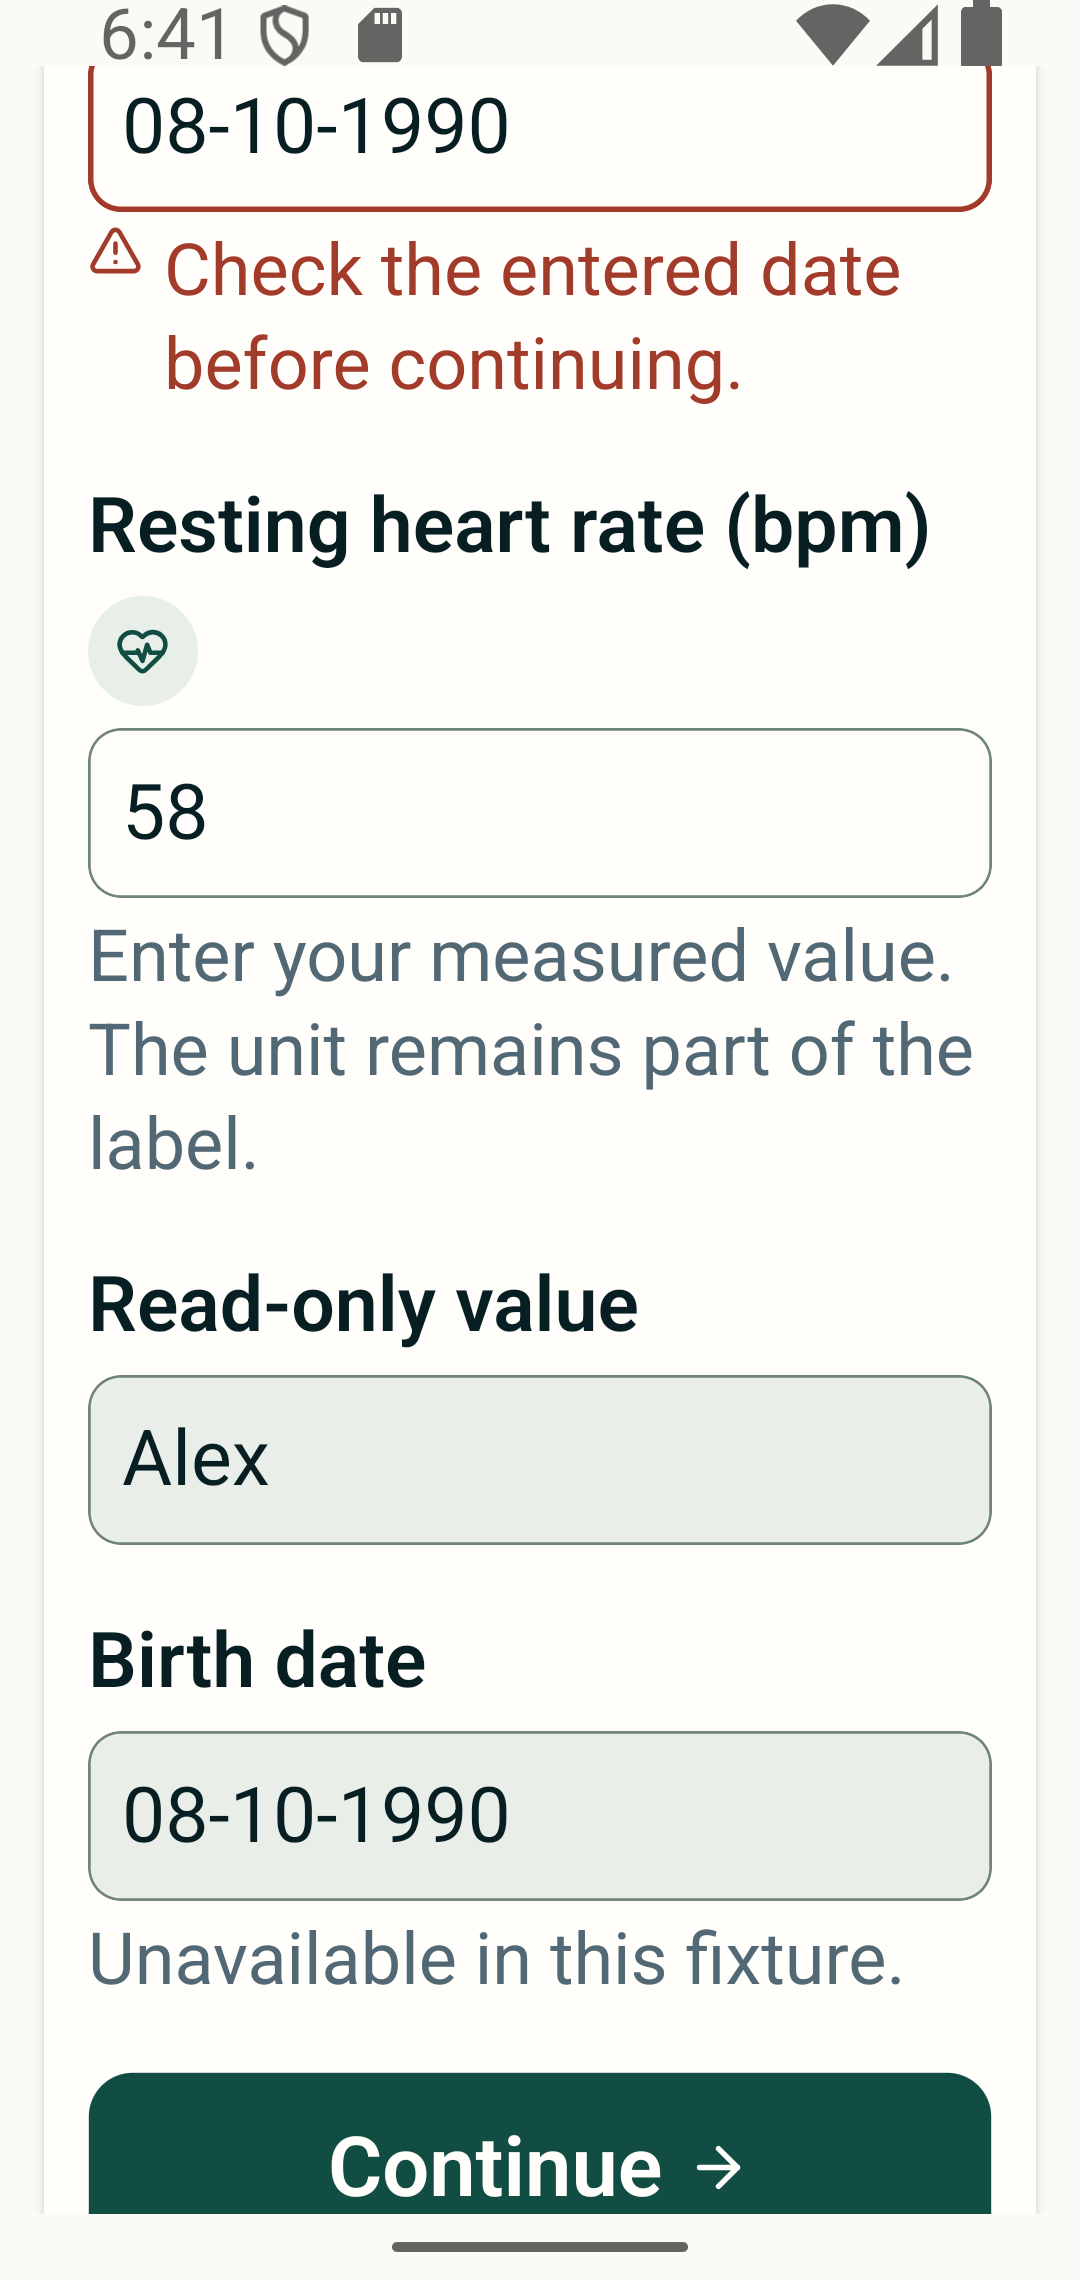 6:41
08-10-1990
Check the entered date
before continuing.
Resting heart rate (bpm)
58
Enter your measured value.
The unit remains part of the
label.
Read-only value
Alex
Birth date
08-10-1990
Unavailable in this fixture.
Continue →